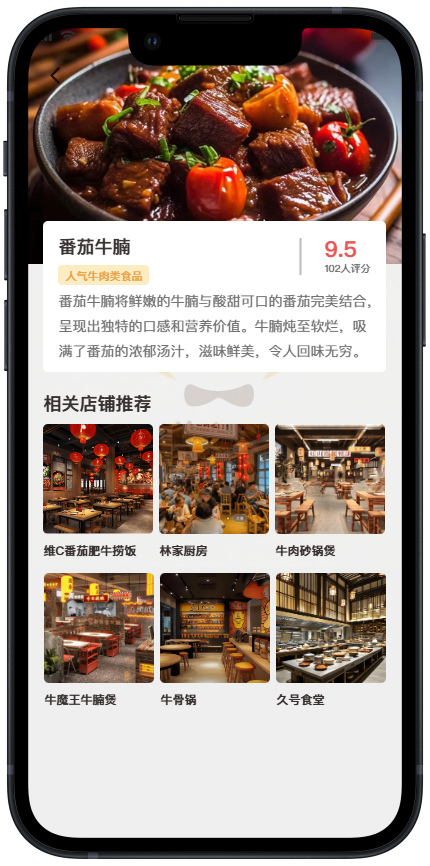 番茄牛腩
9.5
人气牛肉类食品
102人评分
番茄牛腩将鲜嫩的牛腩与酸甜可口的番茄完美结合，
呈现出独特的口感和营养价值。牛腩炖至软烂，吸
满了番茄的浓郁汤汁，滋味鲜美，令人回味无穷。
相关店铺推荐
维C番茄肥牛捞饭
林家厨房
牛肉砂锅煲
牛魔王牛腩煲
牛骨锅
久号食堂